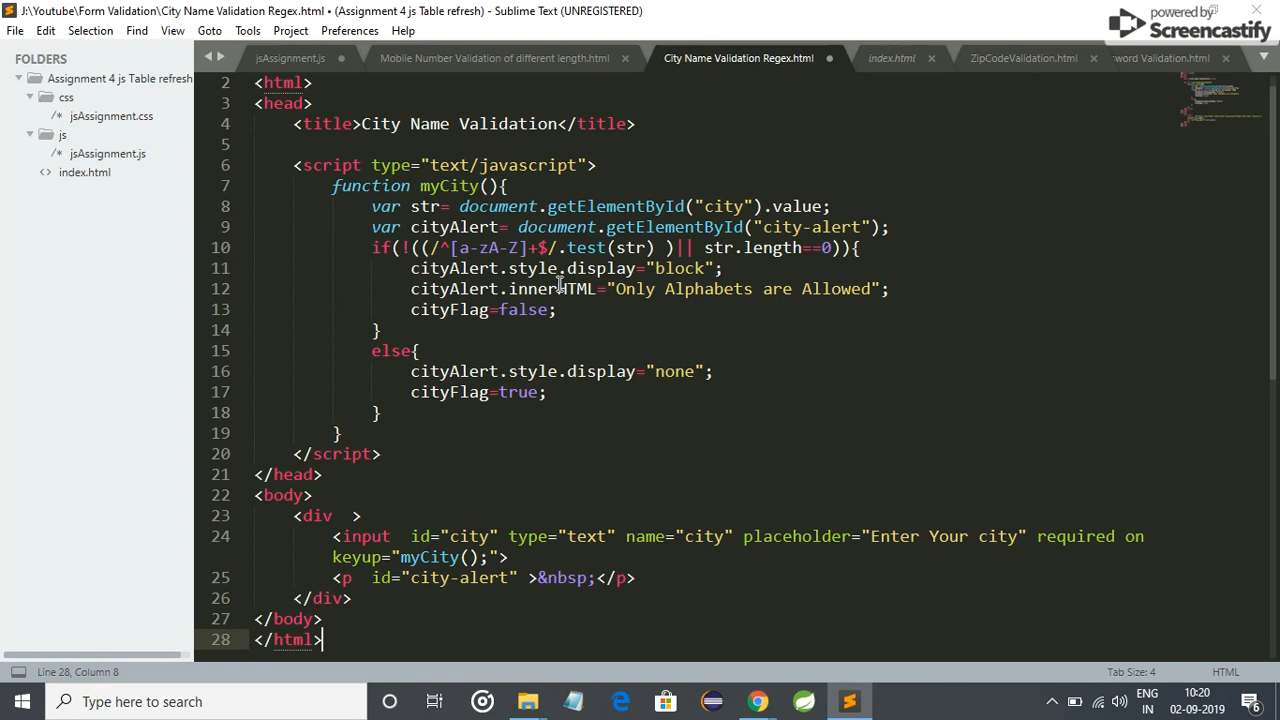 J:\Youtube\Form Validation\City Name Validation Regex.html • (Assignment 4 js Table refresh) - Sublime Text (UNREGISTERED)
powered by
Screencastify
File Edit Selection Find View Goto Tools Project Preferences Help
FOLDERS
Assignment 4 js Table refresh
css
/* jsAssignment.css
js
/* jsAssignment.js
<> index.html
jsAssignment.js
Mobile Number Validation of different length.html
City Name Validation Regex.html
index.html
ZipCodeValidation.html
sword Validation.html
2 <html>
3 <head>
4 <title>City Name Validation</title>
5
6 <script type="text/javascript">
7 function myCity(){
8 var str= document.getElementById("city").value;
9 var cityAlert= document.getElementById("city-alert");
10 if(!((/^[a-zA-Z]+$/.test(str) )|| str.length==0)){
11 cityAlert.style.display="block";
12 cityAlert.innerHTML="Only Alphabets are Allowed";
13 cityFlag=false;
14 }
15 else{
16 cityAlert.style.display="none";
17 cityFlag=true;
18 }
19 }
20 </script>
21 </head>
22 <body>
23 <div  >
24 <input  id="city" type="text" name="city" placeholder="Enter Your city" required on
keyup="myCity();">
25 <p  id="city-alert" >&nbsp;</p>
26 </div>
27 </body>
28 </html>
Line 28, Column 8
Tab Size: 4
HTML
Type here to search
ENG
IN
10:20
02-09-2019
6